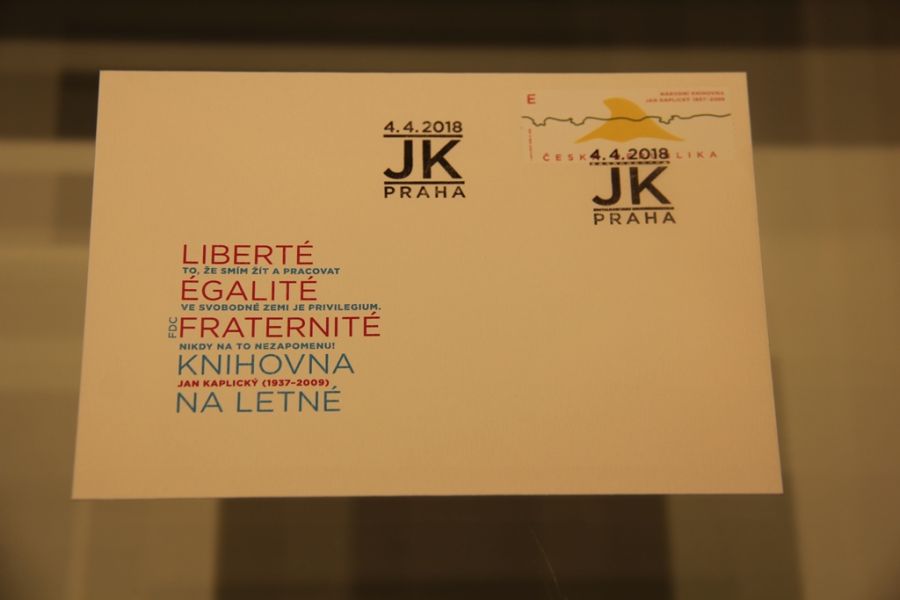 4.4.2018
JK
PRAHA
E
NÁRODNÍ KNIHOVNA
JAN KAPLICKÝ 1937–2009
4.4.2018
JK
PRAHA
LIBERTÉ
TO, ŽE SMÍM ŽÍT A PRACOVAT
ÉGALITÉ
VE SVOBODNÉ ZEMI JE PRIVILEGIUM.
FDC
FRATERNITÉ
NIKDY NA TO NEZAPOMENU!
KNIHOVNA
JAN KAPLICKÝ (1937–2009)
NA LETNÉ